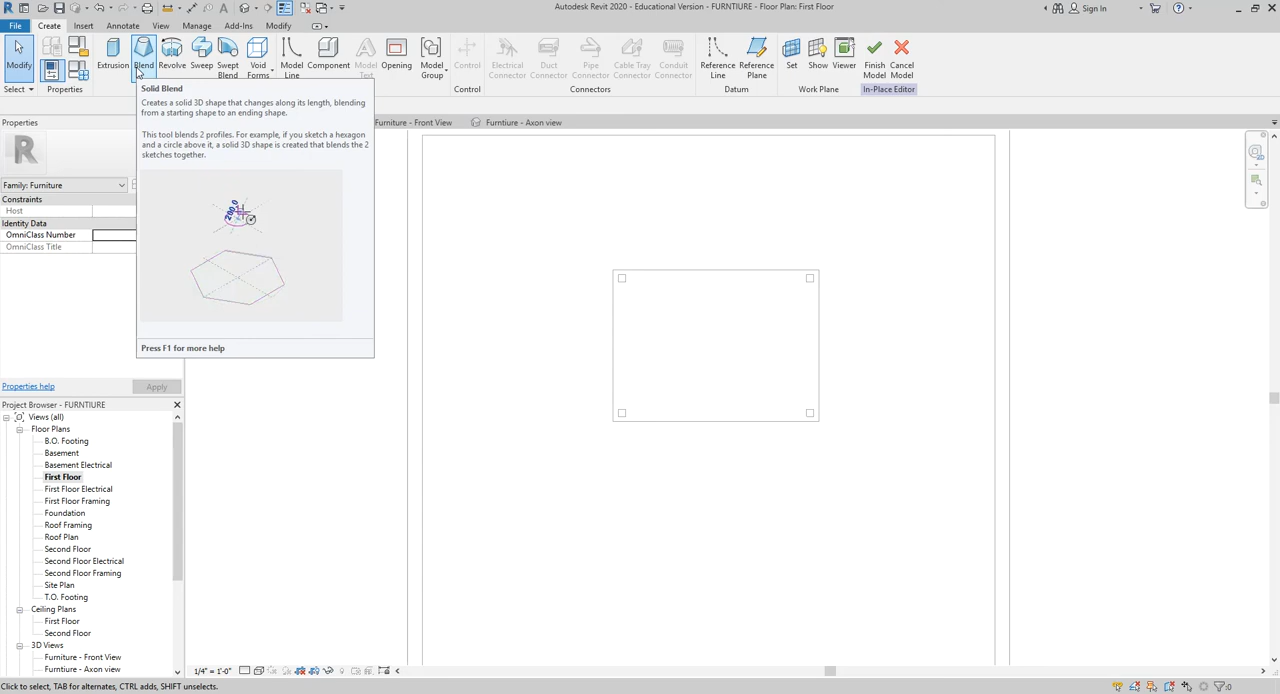 Autodesk Revit 2020 - Educational Version - FURNTIURE - Floor Plan: First Floor
Sign In
File Create Insert Annotate View Manage Add-Ins Modify
Modify Extrusion Blend Revolve Sweep Swept Blend Void Forms Model Line Component Model Text Opening Model Group Control Electrical Connector Duct Connector Pipe Connector Cable Tray Connector Conduit Connector Reference Line Reference Plane Set Show Viewer Finish Model Cancel Model
Select Properties Control Connectors Datum Work Plane In-Place Editor
Solid Blend
Creates a solid 3D shape that changes along its length, blending
from a starting shape to an ending shape.
This tool blends 2 profiles. For example, if you sketch a hexagon
and a circle above it, a solid 3D shape is created that blends the 2
sketches together.
200.0
Press F1 for more help
Properties
Furntiure - Front View
Furntiure - Axon view
Family: Furniture
Constraints
Host
Identity Data
OmniClass Number
OmniClass Title
Properties help
Apply
Project Browser - FURNTIURE
Views (all)
Floor Plans
B.O. Footing
Basement
Basement Electrical
First Floor
First Floor Electrical
First Floor Framing
Foundation
Roof Framing
Roof Plan
Second Floor
Second Floor Electrical
Second Floor Framing
Site Plan
T.O. Footing
Ceiling Plans
First Floor
Second Floor
3D Views
Furntiure - Front View
Furntiure - Axon view
1/4" = 1'-0"
Click to select, TAB for alternates, CTRL adds, SHIFT unselects.
:0